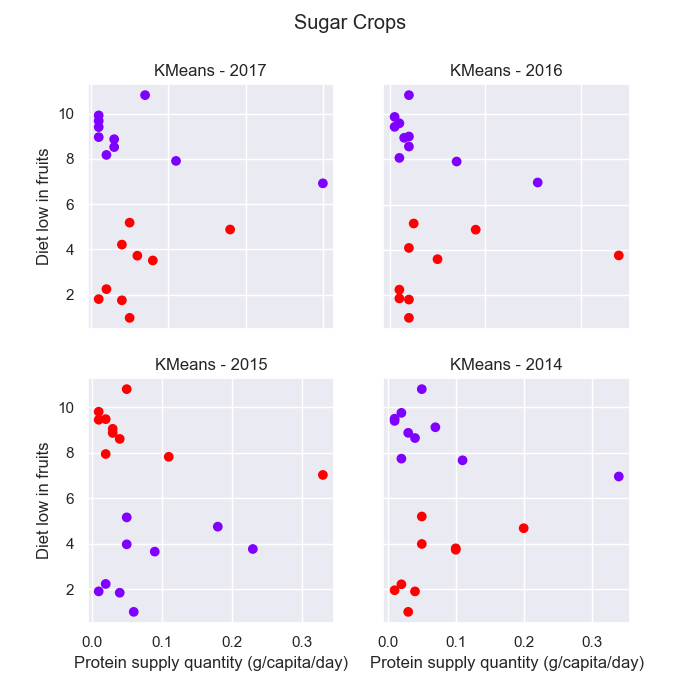 Sugar Crops
KMeans - 2017
KMeans - 2016
10
8
6
4
2
Diet low in fruits
KMeans - 2015
KMeans - 2014
10
8
6
4
2
Diet low in fruits
0.0 0.1 0.2 0.3
0.0 0.1 0.2 0.3
Protein supply quantity (g/capita/day)
Protein supply quantity (g/capita/day)